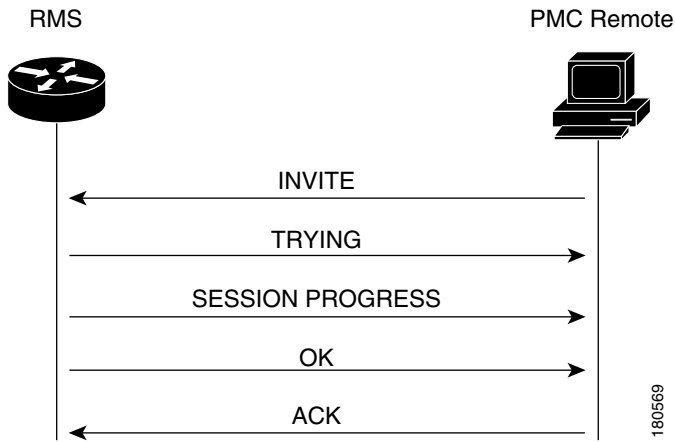 RMS
PMC Remote
INVITE
TRYING
SESSION PROGRESS
OK
ACK
180569